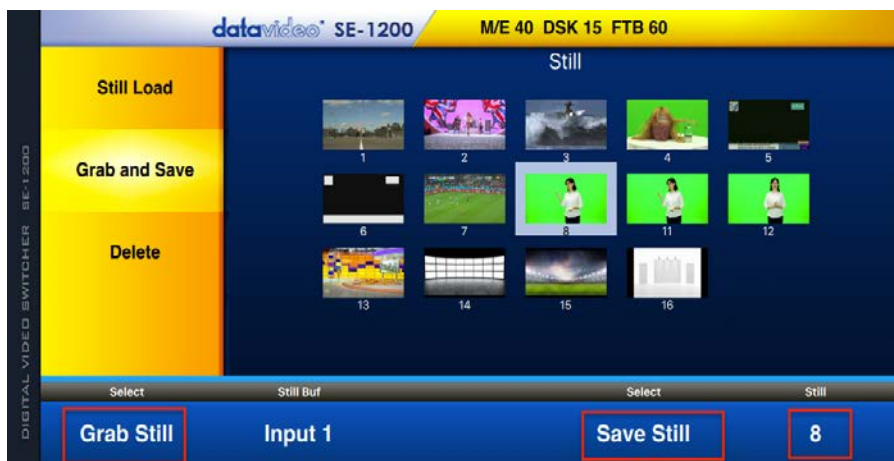 datavideo SE-1200
M/E 40 DSK 15 FTB 60
DIGITAL VIDEO SWITCHER SE-1200
Still Load
Grab and Save
Delete
Still
1 2 3 4 5
6 7 8 11 12
13 14 15 16
Select Still Buf Select Still
Grab Still Input 1 Save Still 8